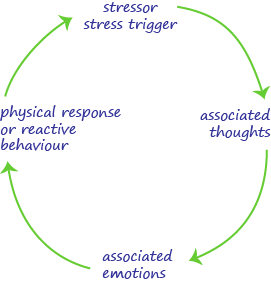 stressor
stress trigger
associated
thoughts
associated
emotions
physical response
or reactive
behaviour